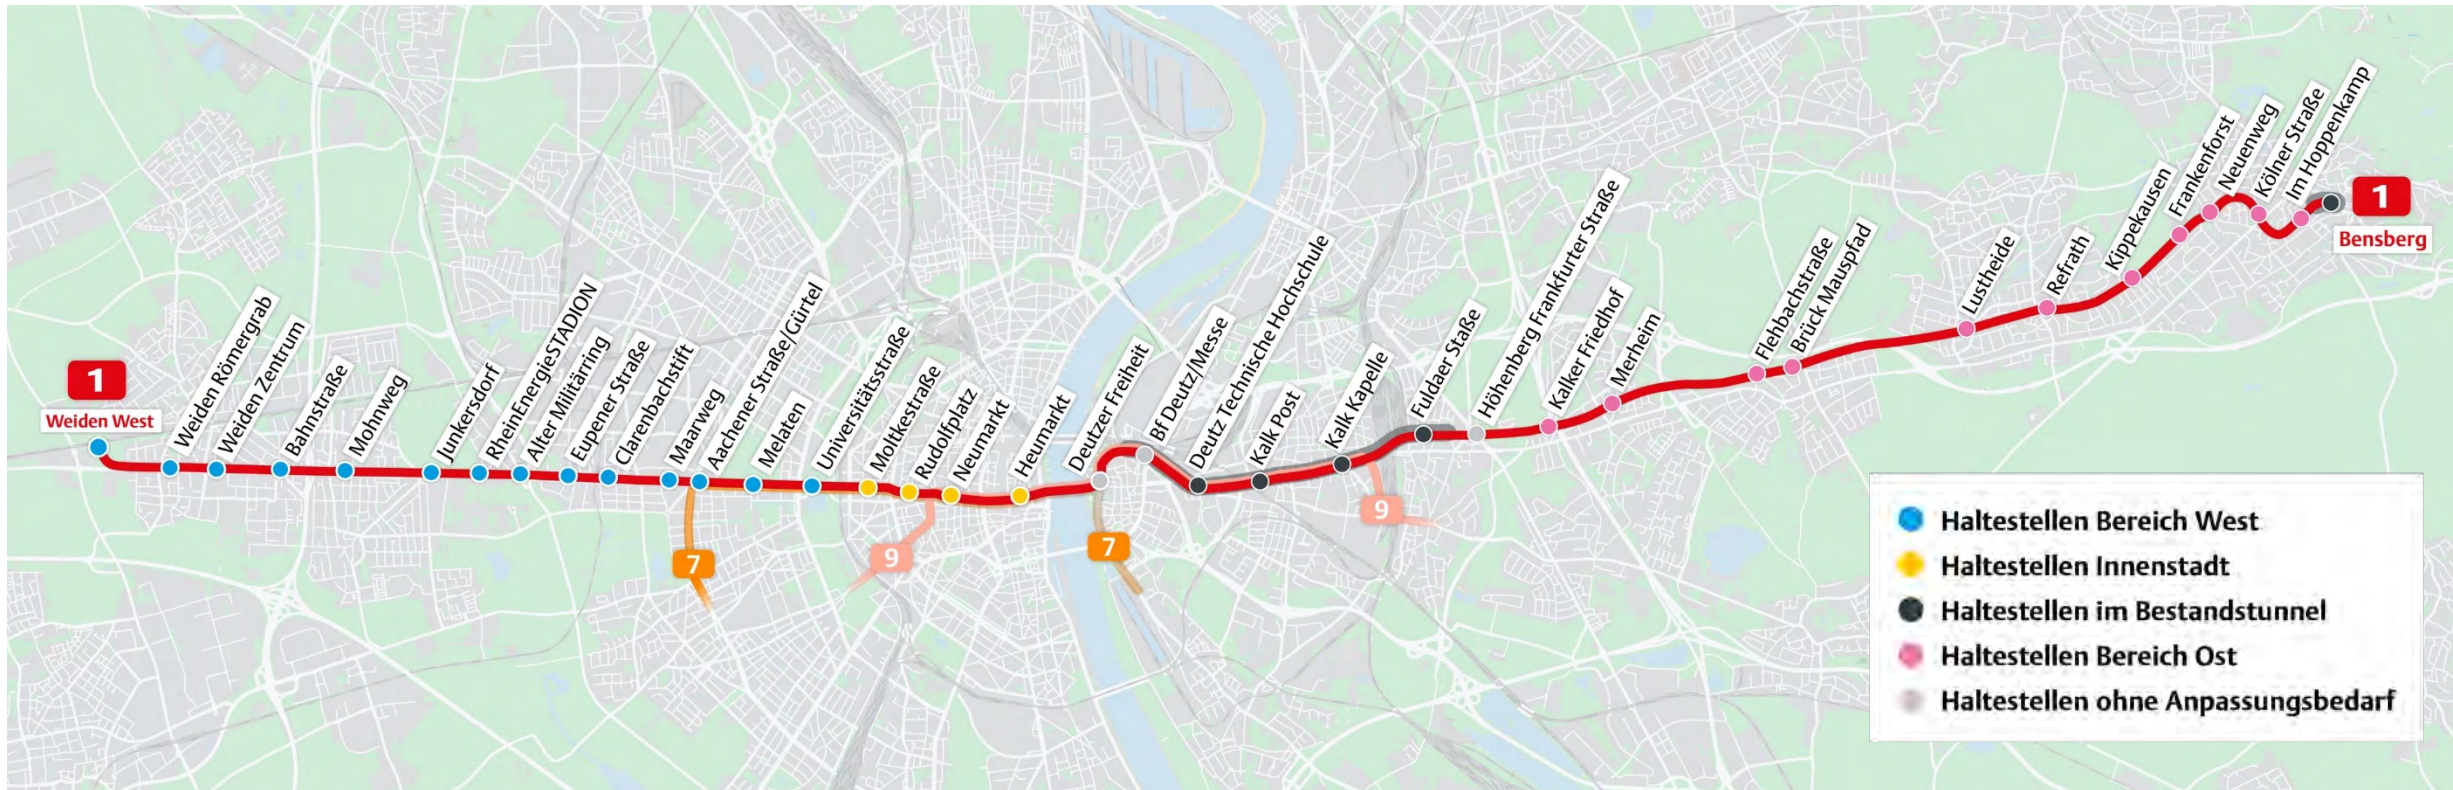 1
Weiden West
Weiden Römergrab
Weiden Zentrum
Bahnstraße
Mohnweg
Junkersdorf
RheinEnergieSTADION
Alter Militärring
Eupener Straße
Clarenbachstift
Maarweg
Aachener Straße/Gürtel
Melaten
Universitätsstraße
Moltkestraße
Rudolfplatz
Neumarkt
Heumarkt
Deutzer Freiheit
Bf Deutz/Messe
Deutz Technische Hochschule
Kalk Post
Kalk Kapelle
Fuldaer Staße
Höhenberg Frankfurter Straße
Kalker Friedhof
Merheim
Flehbachstraße
Brück Mauspfad
Lustheide
Refrath
Kippekausen
Frankenforst
Neuenweg
Kölner Straße
Im Hoppenkamp
1
Bensberg
7
9
7
9
Haltestellen Bereich West
Haltestellen Innenstadt
Haltestellen im Bestandstunnel
Haltestellen Bereich Ost
Haltestellen ohne Anpassungsbedarf